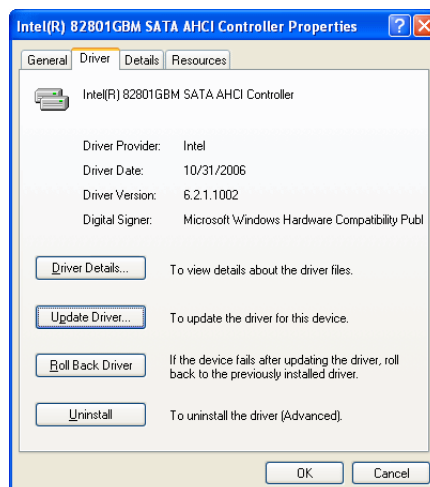 Intel(R) 82801GBM SATA AHCI Controller Properties
General Driver Details Resources
Intel(R) 82801GBM SATA AHCI Controller
Driver Provider: Intel
Driver Date: 10/31/2006
Driver Version: 6.2.1.1002
Digital Signer: Microsoft Windows Hardware Compatibility Publ
Driver Details... To view details about the driver files.
Update Driver... To update the driver for this device.
Roll Back Driver If the device fails after updating the driver, roll
back to the previously installed driver.
Uninstall To uninstall the driver (Advanced).
OK Cancel